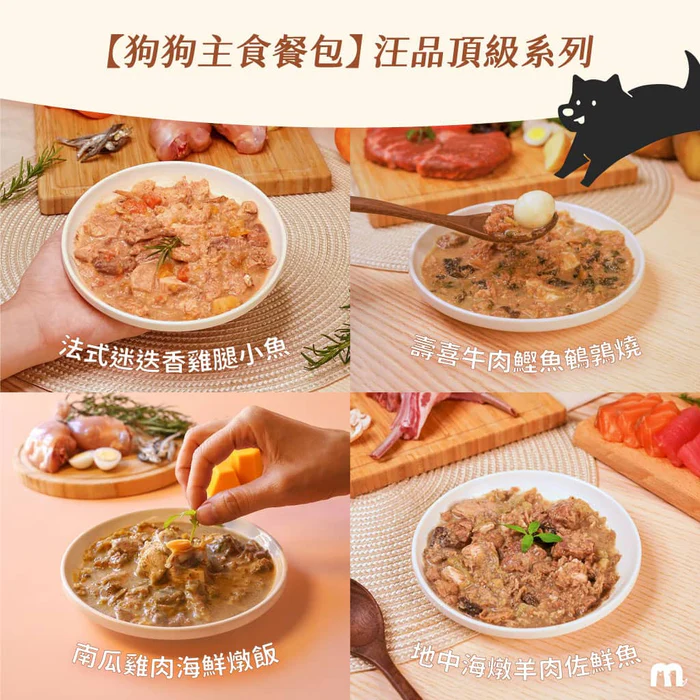 【狗狗主食餐包】汪品頂級系列
法式迷迭香雞腿小魚
壽喜牛肉鰹魚鵪鶉燒
南瓜雞肉海鮮燉飯
地中海燉羊肉佐鮮魚
m